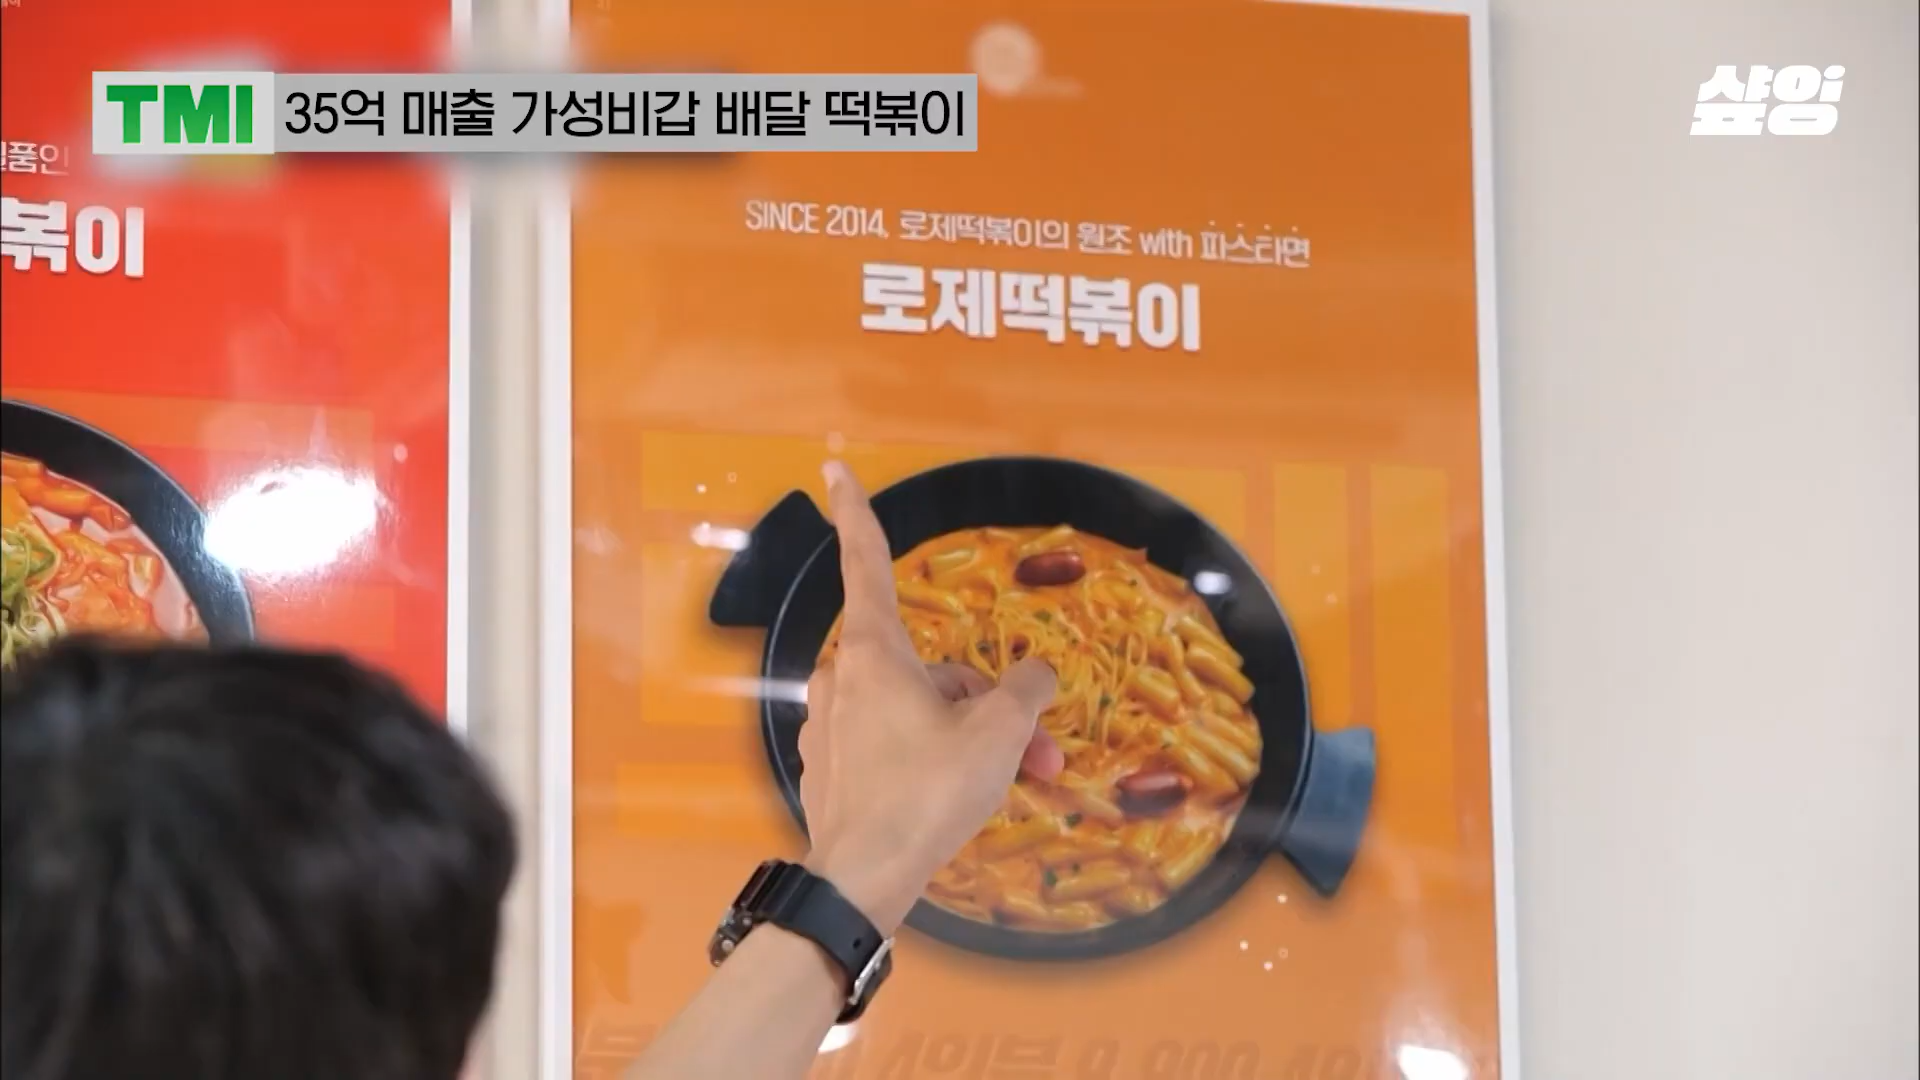 TMI 35억 매출 가성비갑 배달 떡볶이
샾잉
볶이
SINCE 2014, 로제떡볶이의 원조 with 파스타면
로제떡볶이